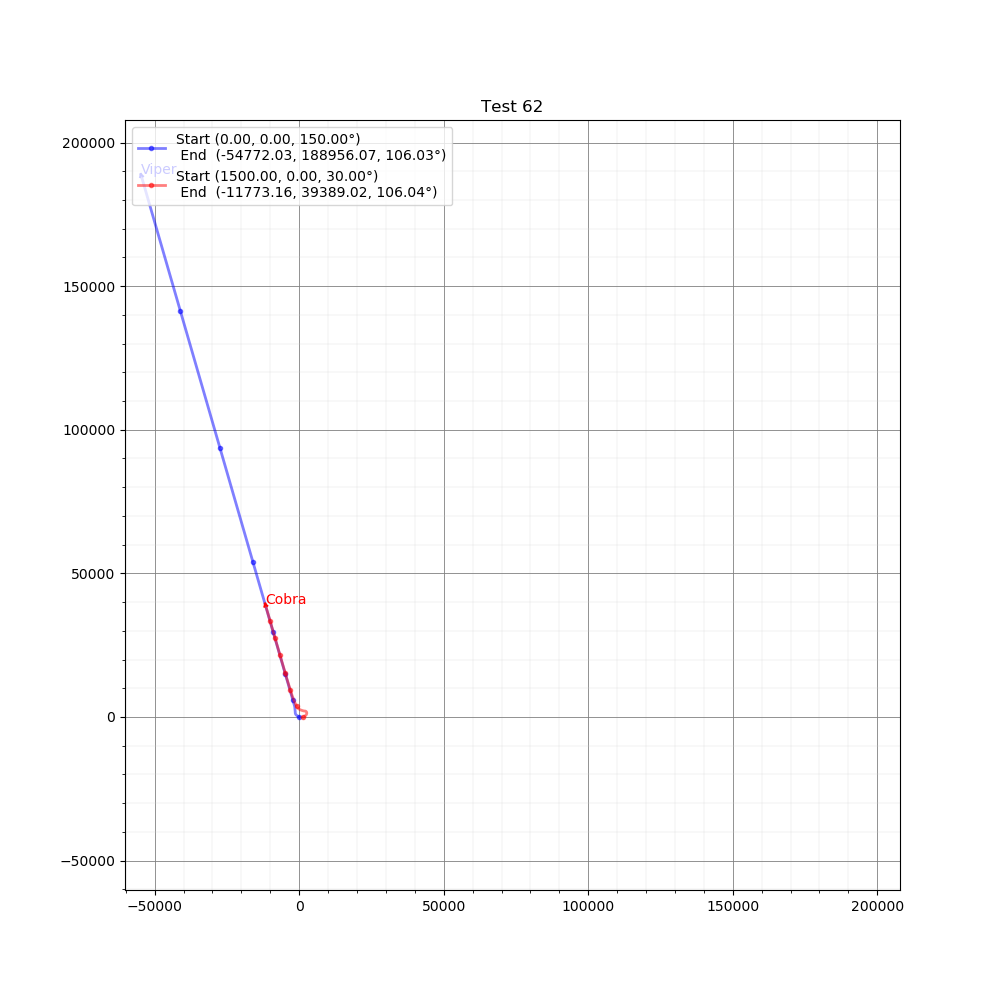 Test 62
200000
150000
100000
50000
0
−50000
Start (0.00, 0.00, 150.00°)
End  (-54772.03, 188956.07, 106.03°)
Start (1500.00, 0.00, 30.00°)
End  (-11773.16, 39389.02, 106.04°)
Viper
Cobra
−50000
0
50000
100000
150000
200000